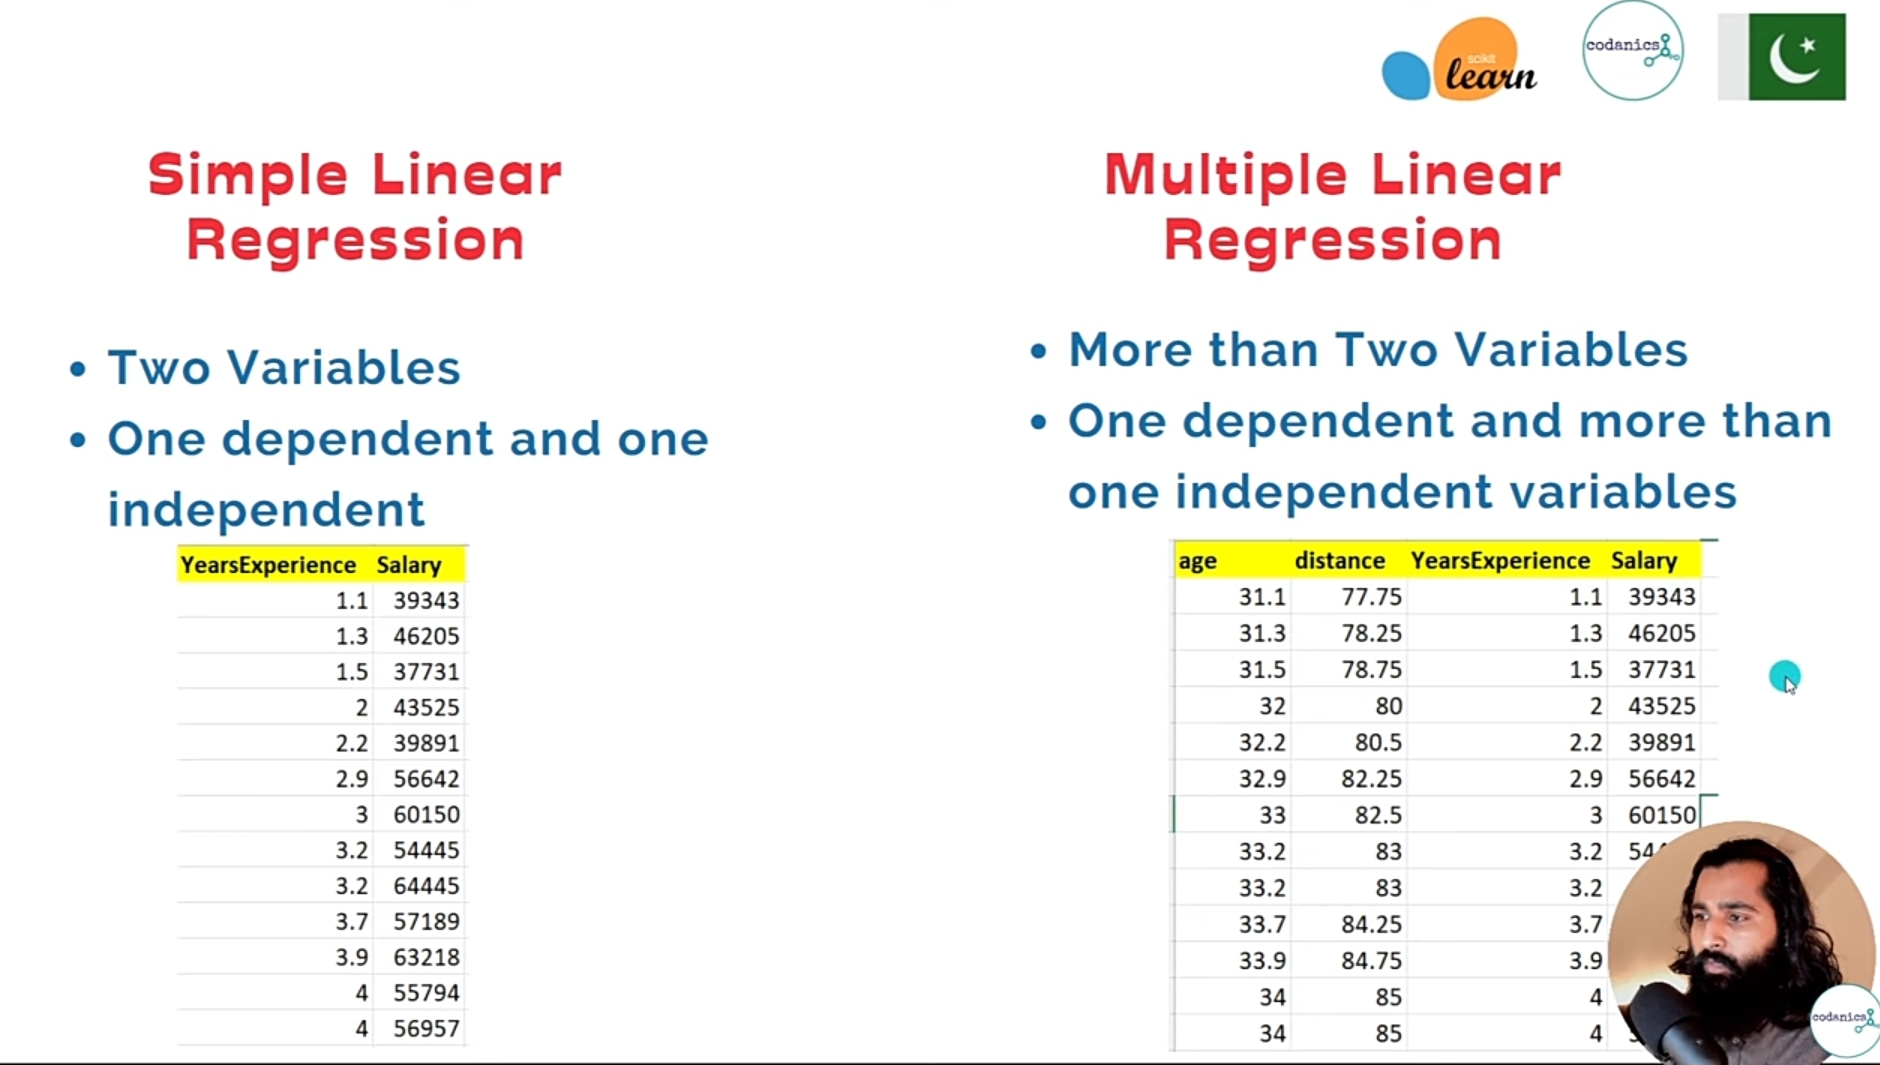 scikit
learn
codanics
Simple Linear
Regression
Two Variables
One dependent and one
independent
YearsExperience Salary
1.1 39343
1.3 46205
1.5 37731
2 43525
2.2 39891
2.9 56642
3 60150
3.2 54445
3.2 64445
3.7 57189
3.9 63218
4 55794
4 56957
Multiple Linear
Regression
More than Two Variables
One dependent and more than
one independent variables
age distance YearsExperience Salary
31.1 77.75 1.1 39343
31.3 78.25 1.3 46205
31.5 78.75 1.5 37731
32 80 2 43525
32.2 80.5 2.2 39891
32.9 82.25 2.9 56642
33 82.5 3 60150
33.2 83 3.2
33.2 83 3.2
33.7 84.25 3.7
33.9 84.75 3.9
34 85 4
34 85 4
codanics